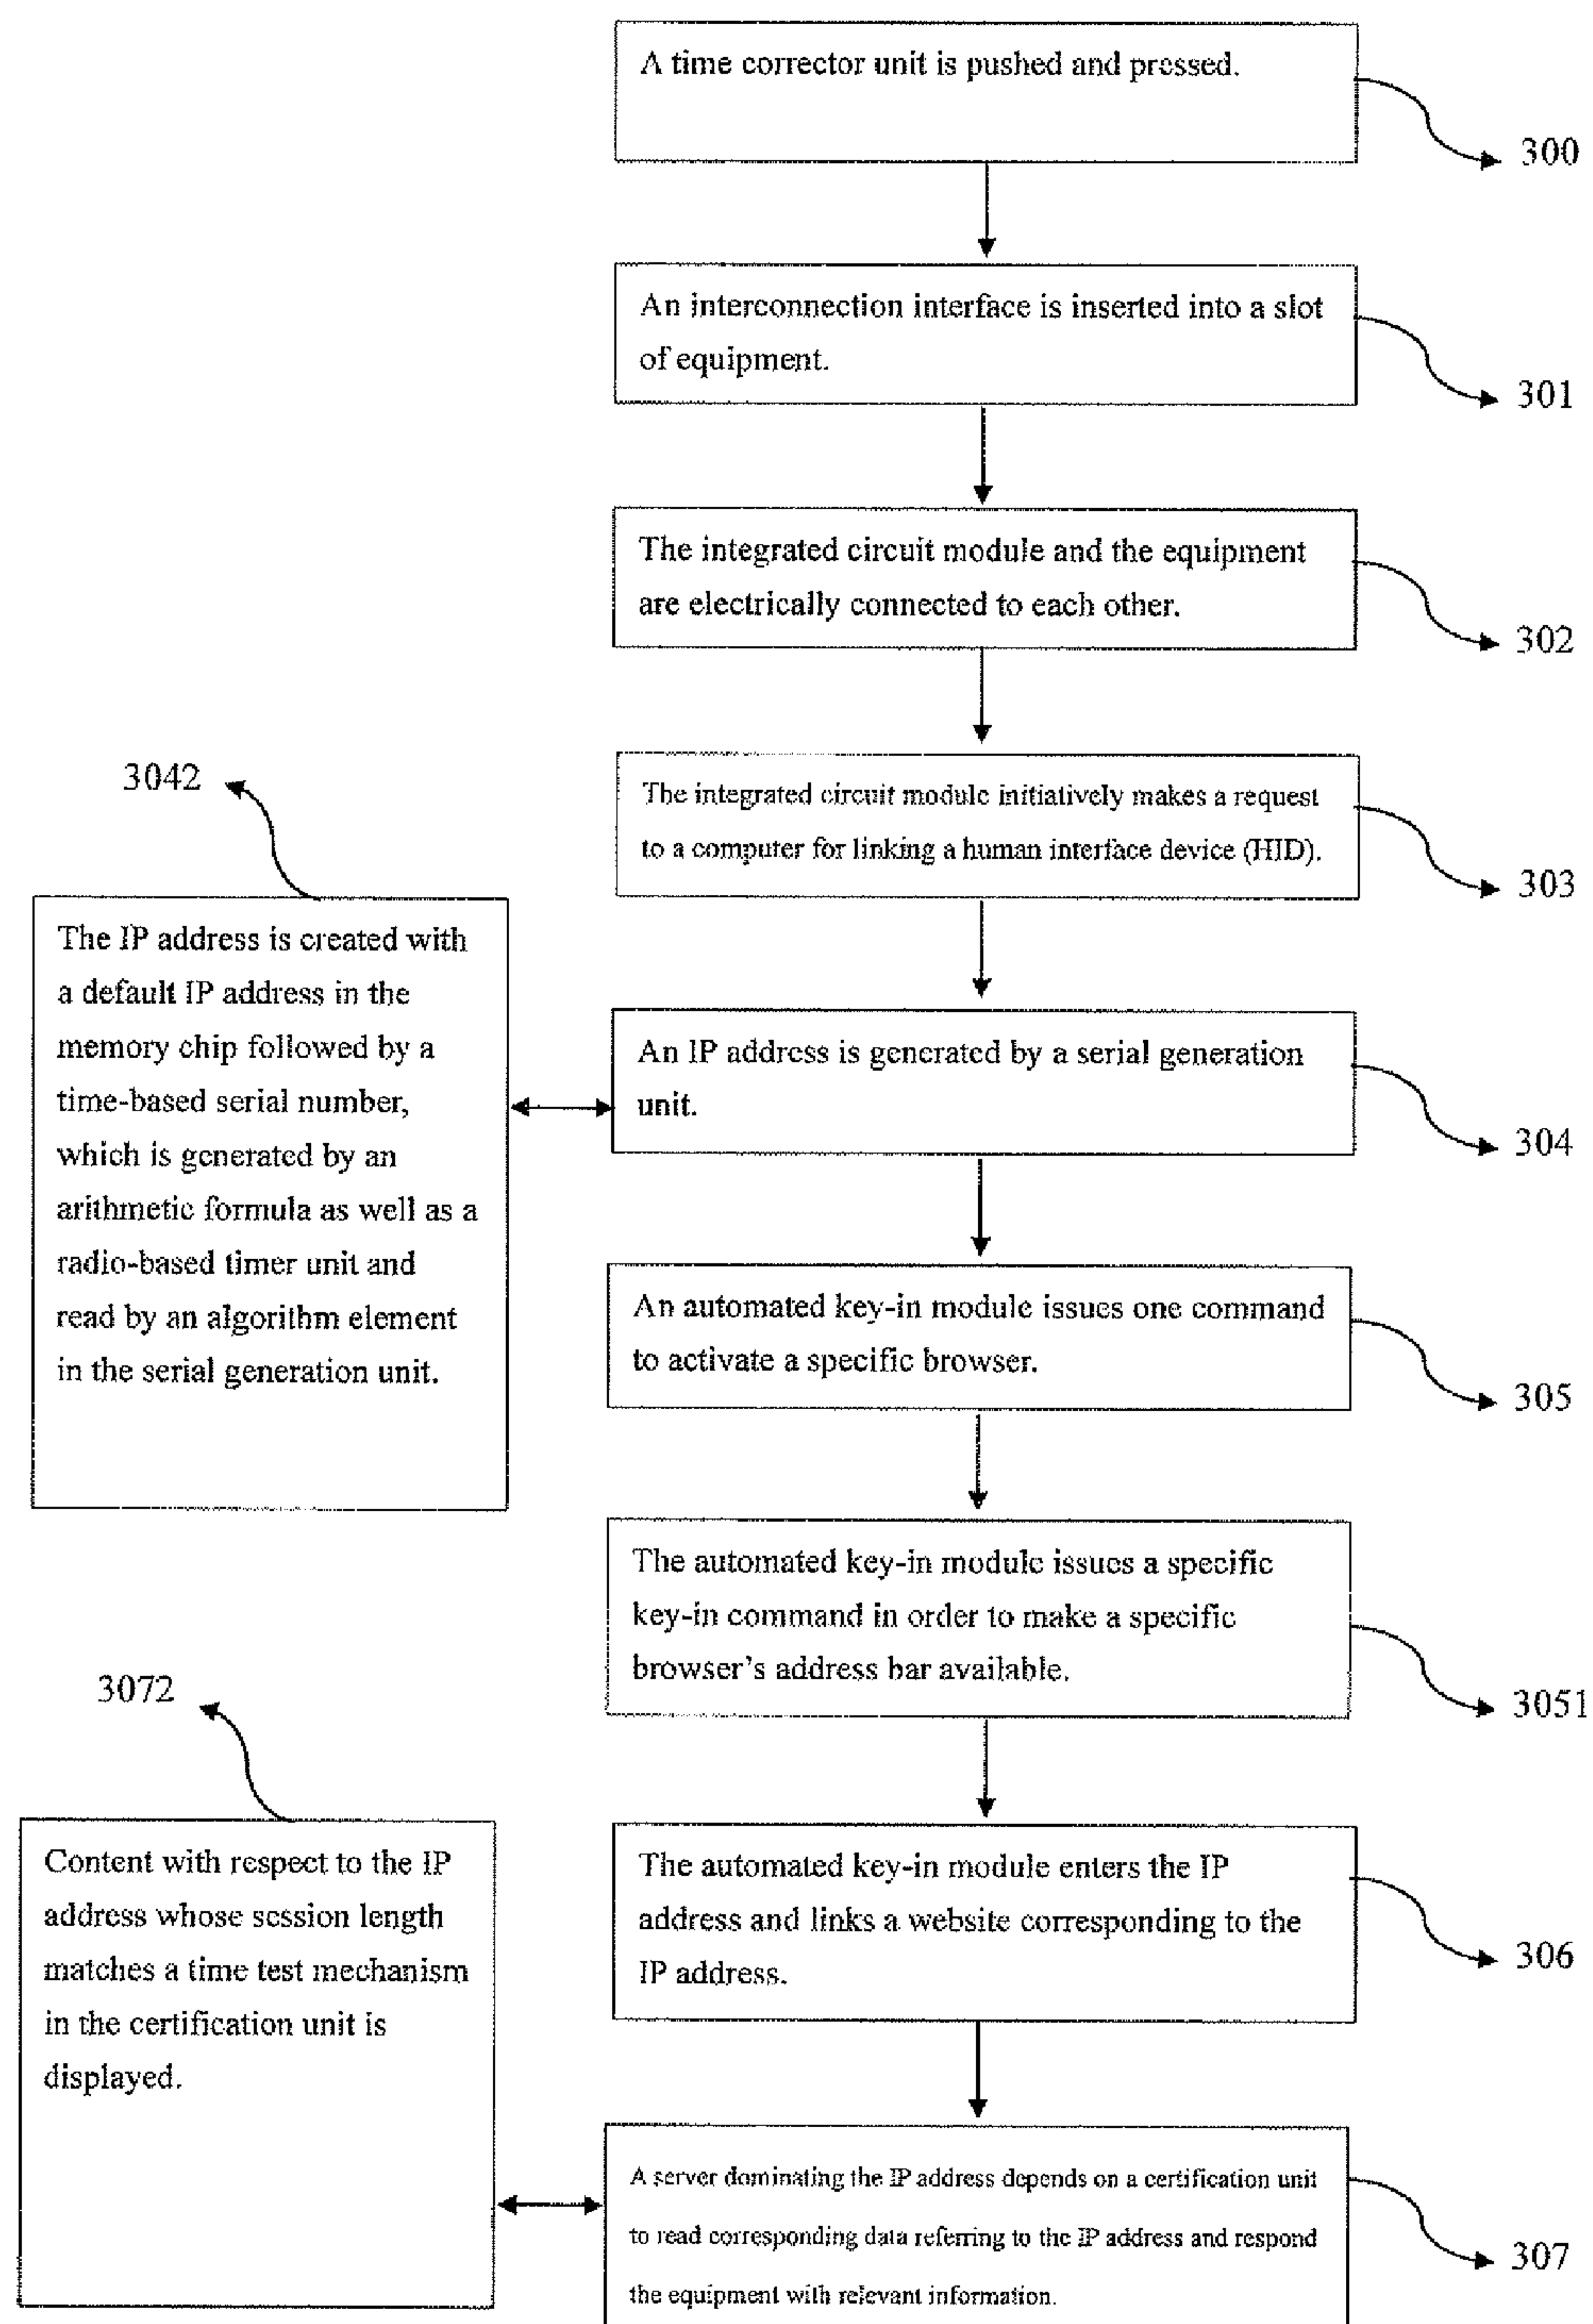 A time corrector unit is pushed and pressed.
300
An interconnection interface is inserted into a slot
of equipment.
301
The integrated circuit module and the equipment
are electrically connected to each other.
302
The integrated circuit module initiatively makes a request
to a computer for linking a human interface device (HID).
303
3042
The IP address is created with
a default IP address in the
memory chip followed by a
time-based serial number,
which is generated by an
arithmetic formula as well as a
radio-based timer unit and
read by an algorithm element
in the serial generation unit.
An IP address is generated by a serial generation
unit.
304
An automated key-in module issues one command
to activate a specific browser.
305
The automated key-in module issues a specific
key-in command in order to make a specific
browser's address bar available.
3051
The automated key-in module enters the IP
address and links a website corresponding to the
IP address.
306
3072
Content with respect to the IP
address whose session length
matches a time test mechanism
in the certification unit is
displayed.
A server dominating the IP address depends on a certification unit
to read corresponding data referring to the IP address and respond
the equipment with relevant information.
307